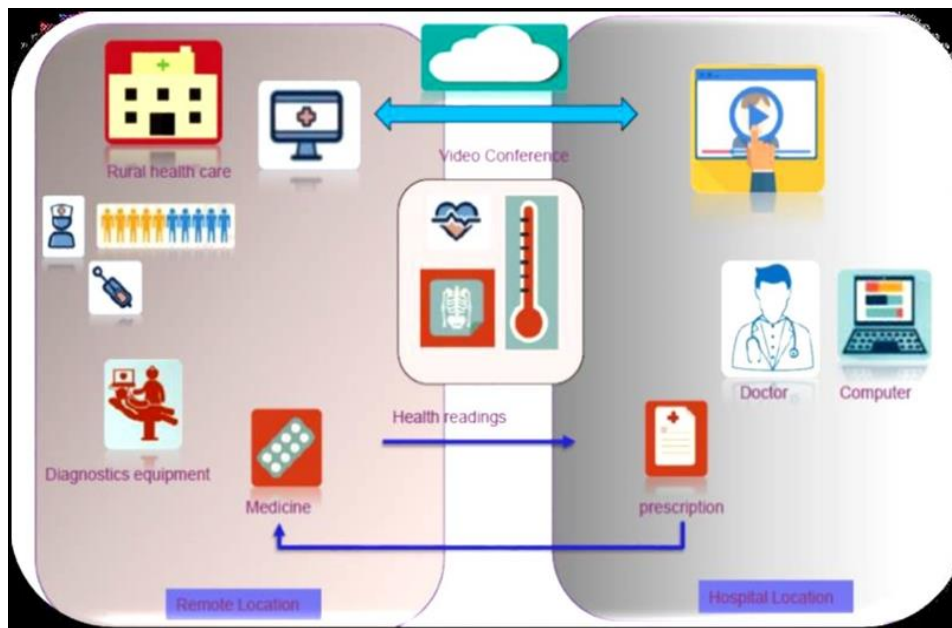 Rural health care
Video Conference
Doctor
Computer
Health readings
Diagnostics equipment
Medicine
prescription
Remote Location
Hospital Location